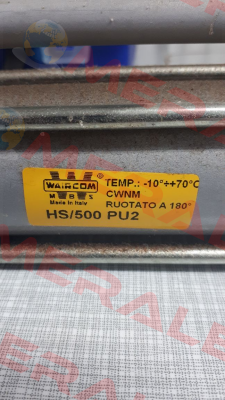 WAIRCOM ®
M B S
Made in Italy
TEMP.: -10°++70°C
CWNM
RUOTATO A 180°
HS/500 PU2